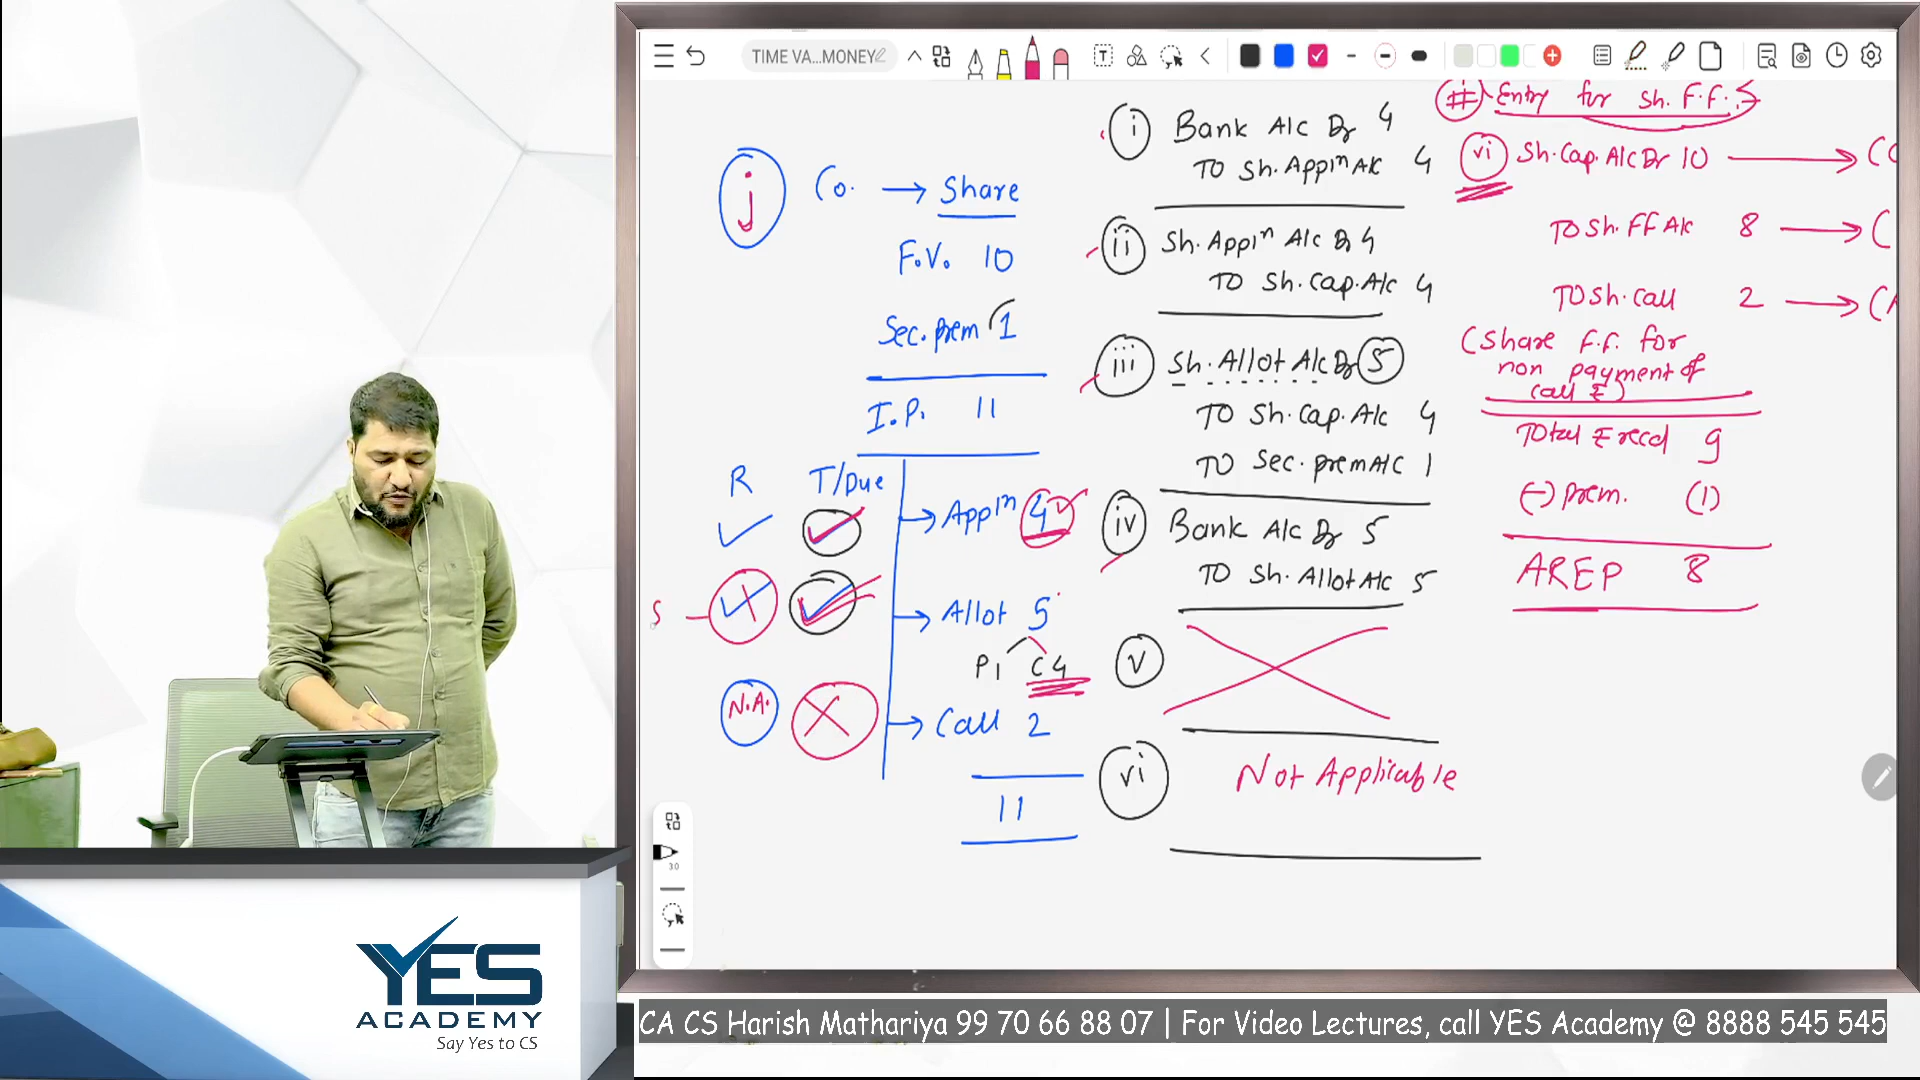 TIME VA...MONEY
j
Co. → Share
F.V. 10
Sec. prem 1
I.P. 11
R T/Due
Appln 4
5
Allot 5
P1 C4
N.A.
Call 2
11
30
i Bank A/c Dr 4
To Sh. Appln A/c 4
ii Sh. Appln A/c Dr 4
To Sh. Cap. A/c 4
iii Sh. Allot A/c Dr 5
To Sh. Cap. A/c 4
To Sec. prem A/c 1
iv Bank A/c Dr 5
To Sh. Allot A/c 5
v
vi Not Applicable
# Entry for Sh. F.F. :
vi Sh. Cap. A/c Dr 10
To Sh. FF A/c 8
To Sh. Call 2
(Share F.F. for
non payment of
call ₹)
Total ₹ recd 9
(-) Prem. (1)
AREP 8
YES
ACADEMY
Say Yes to CS
CA CS Harish Mathariya 99 70 66 88 07 | For Video Lectures, call YES Academy @ 8888 545 545